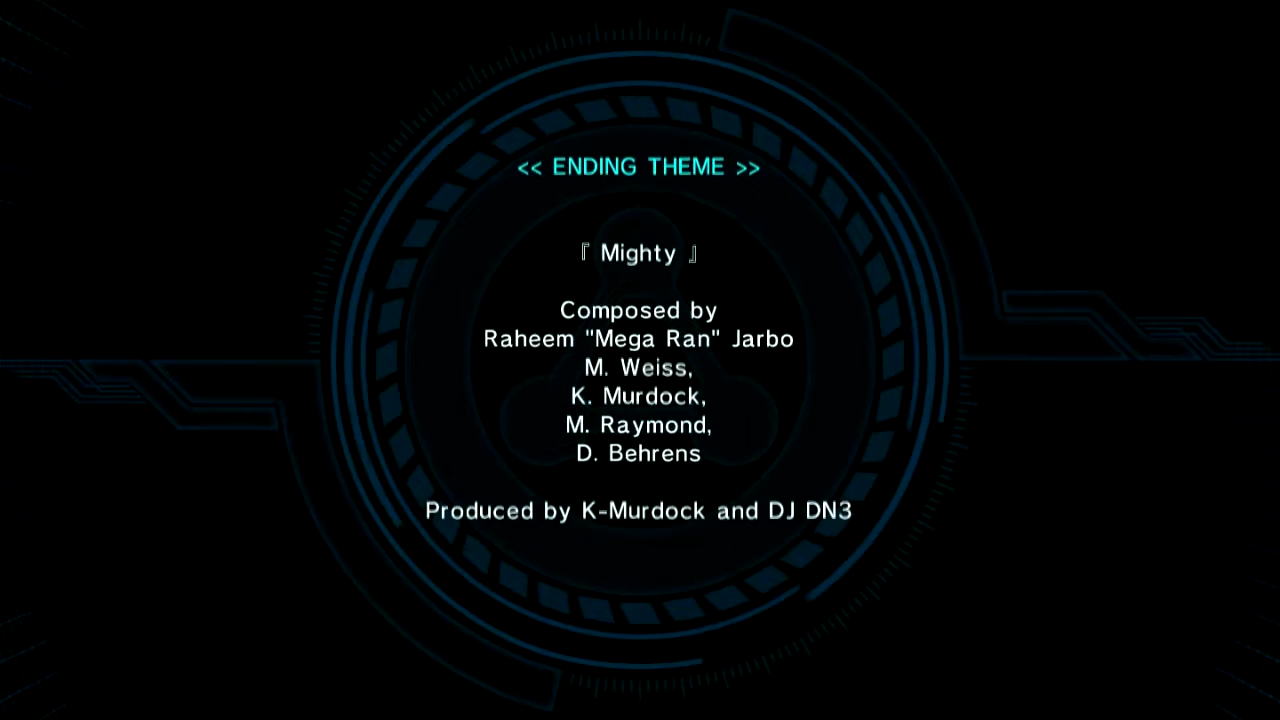 << ENDING THEME >>
『 Mighty 』
Composed by
Raheem "Mega Ran" Jarbo
M. Weiss,
K. Murdock,
M. Raymond,
D. Behrens
Produced by K-Murdock and DJ DN3